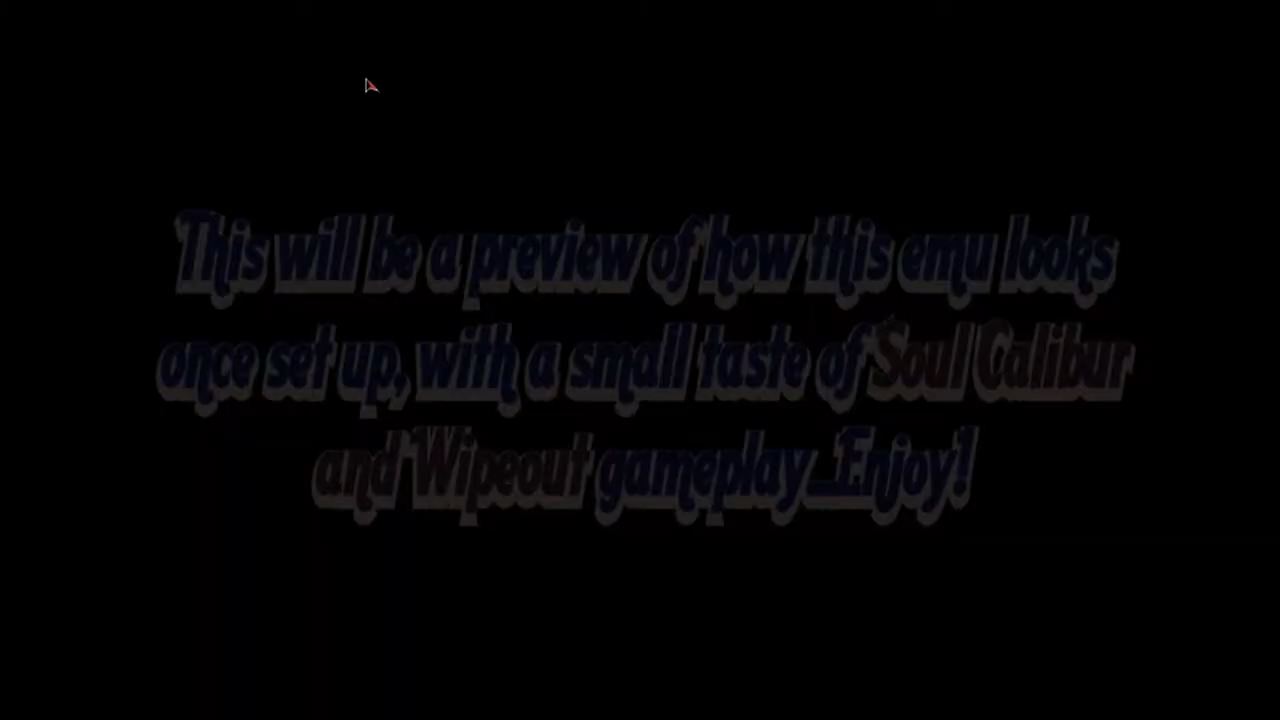 This will be a preview of how this emu looks
once set up, with a small taste of Soul Calibur
and Wipeout gameplay...Enjoy!